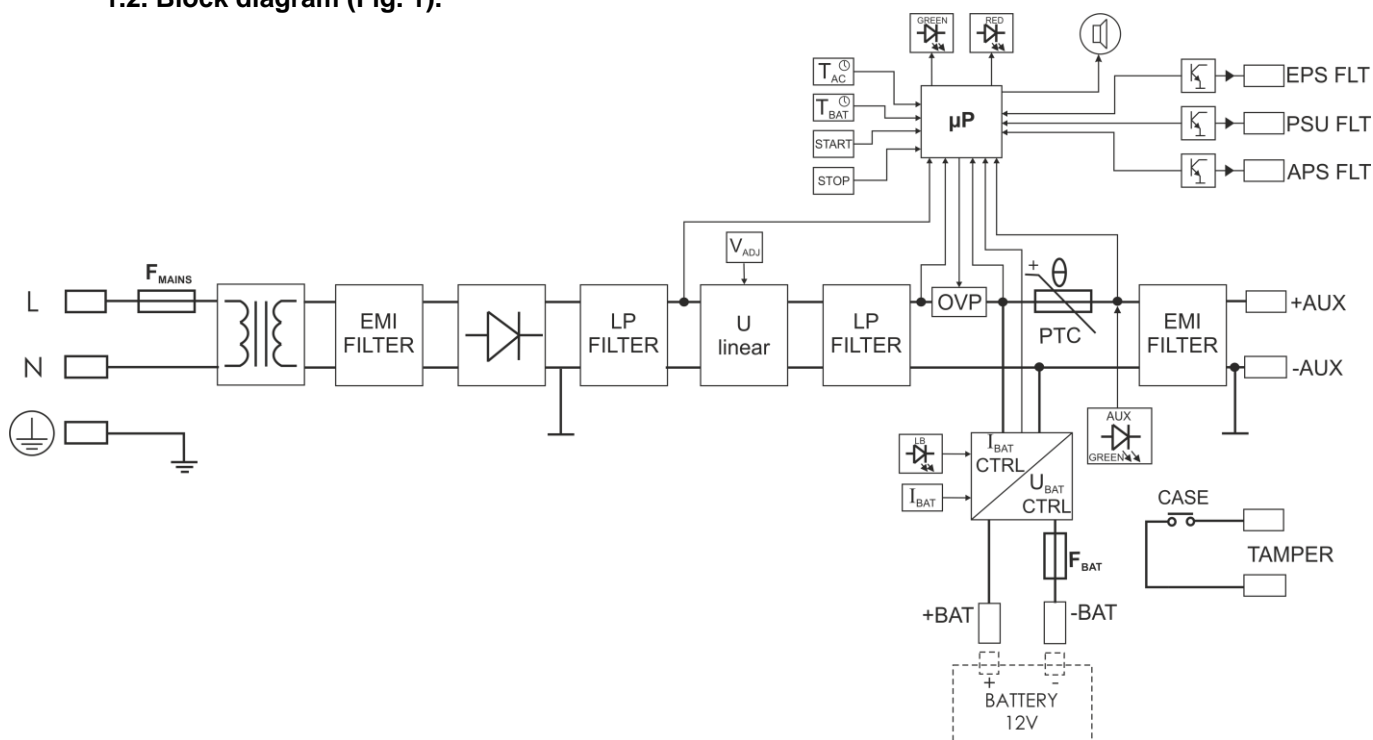 1.2. Block diagram (Fig. 1).
GREEN
RED
T AC
EPS FLT
T BAT
µP
PSU FLT
START
STOP
APS FLT
V ADJ
F MAINS
+ θ
L
EMI FILTER
LP FILTER
U linear
LP FILTER
OVP
PTC
EMI FILTER
+AUX
N
-AUX
AUX
GREEN
LB
I BAT CTRL
I BAT
U BAT CTRL
CASE
TAMPER
F BAT
+BAT
-BAT
+ -
BATTERY
12V